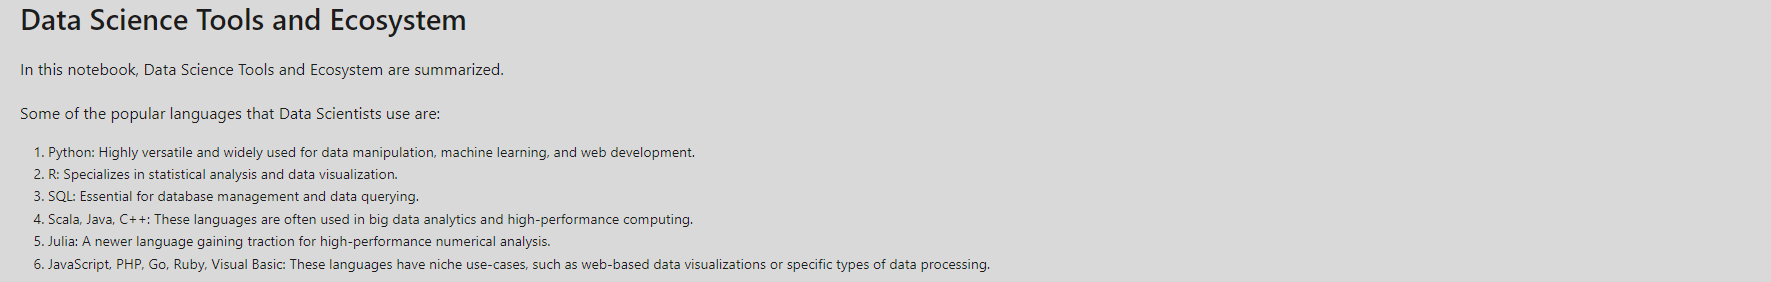 Data Science Tools and Ecosystem
In this notebook, Data Science Tools and Ecosystem are summarized.
Some of the popular languages that Data Scientists use are:
1. Python: Highly versatile and widely used for data manipulation, machine learning, and web development.
2. R: Specializes in statistical analysis and data visualization.
3. SQL: Essential for database management and data querying.
4. Scala, Java, C++: These languages are often used in big data analytics and high-performance computing.
5. Julia: A newer language gaining traction for high-performance numerical analysis.
6. JavaScript, PHP, Go, Ruby, Visual Basic: These languages have niche use-cases, such as web-based data visualizations or specific types of data processing.